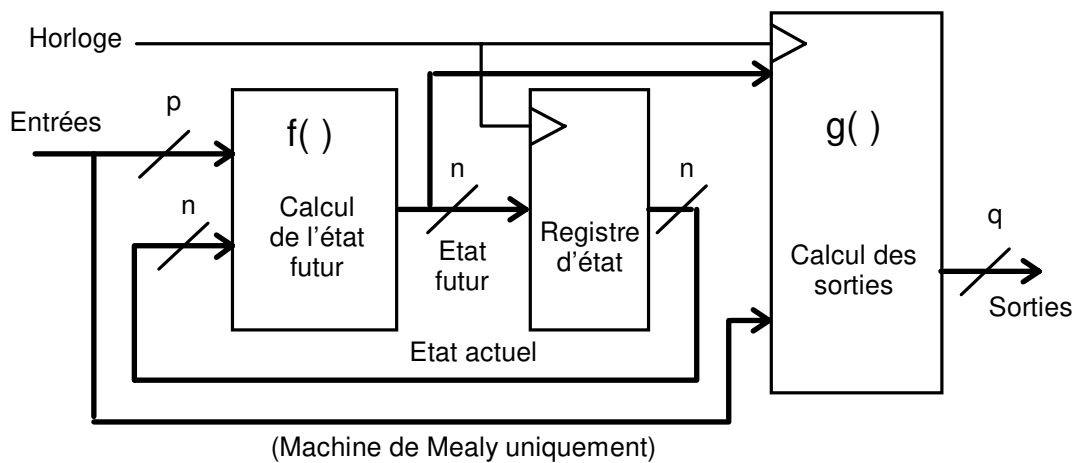 Horloge
p
Entrées
f( )
g( )
n
n
n
Calcul
de l'état
futur
Etat
futur
Registre
d'état
q
Calcul des
sorties
Sorties
Etat actuel
(Machine de Mealy uniquement)